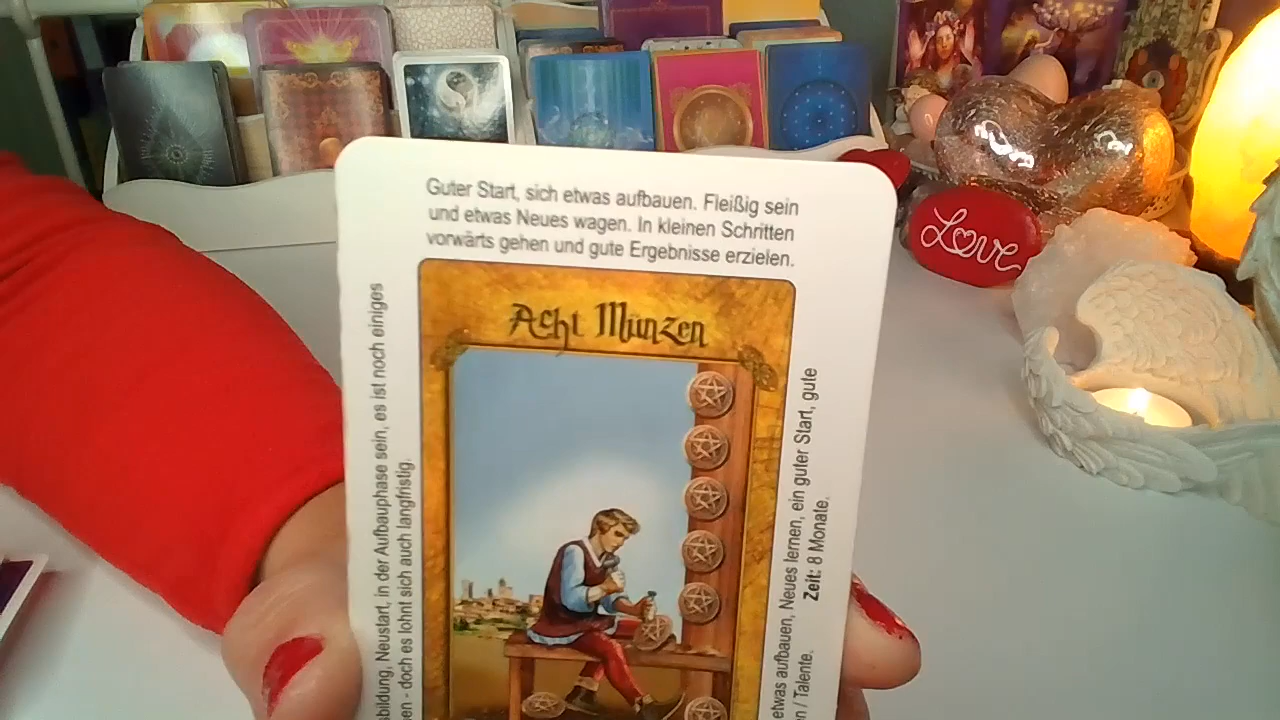 Guter Start, sich etwas aufbauen. Fleißig sein
und etwas Neues wagen. In kleinen Schritten
vorwärts gehen und gute Ergebnisse erzielen.
Acht Münzen
Neustart, in der Aufbauphase sein, es ist noch einiges
- doch es lohnt sich auch langfristig.
etwas aufbauen, Neues lernen, ein guter Start, gute
/ Talente. Zeit: 8 Monate.
Love